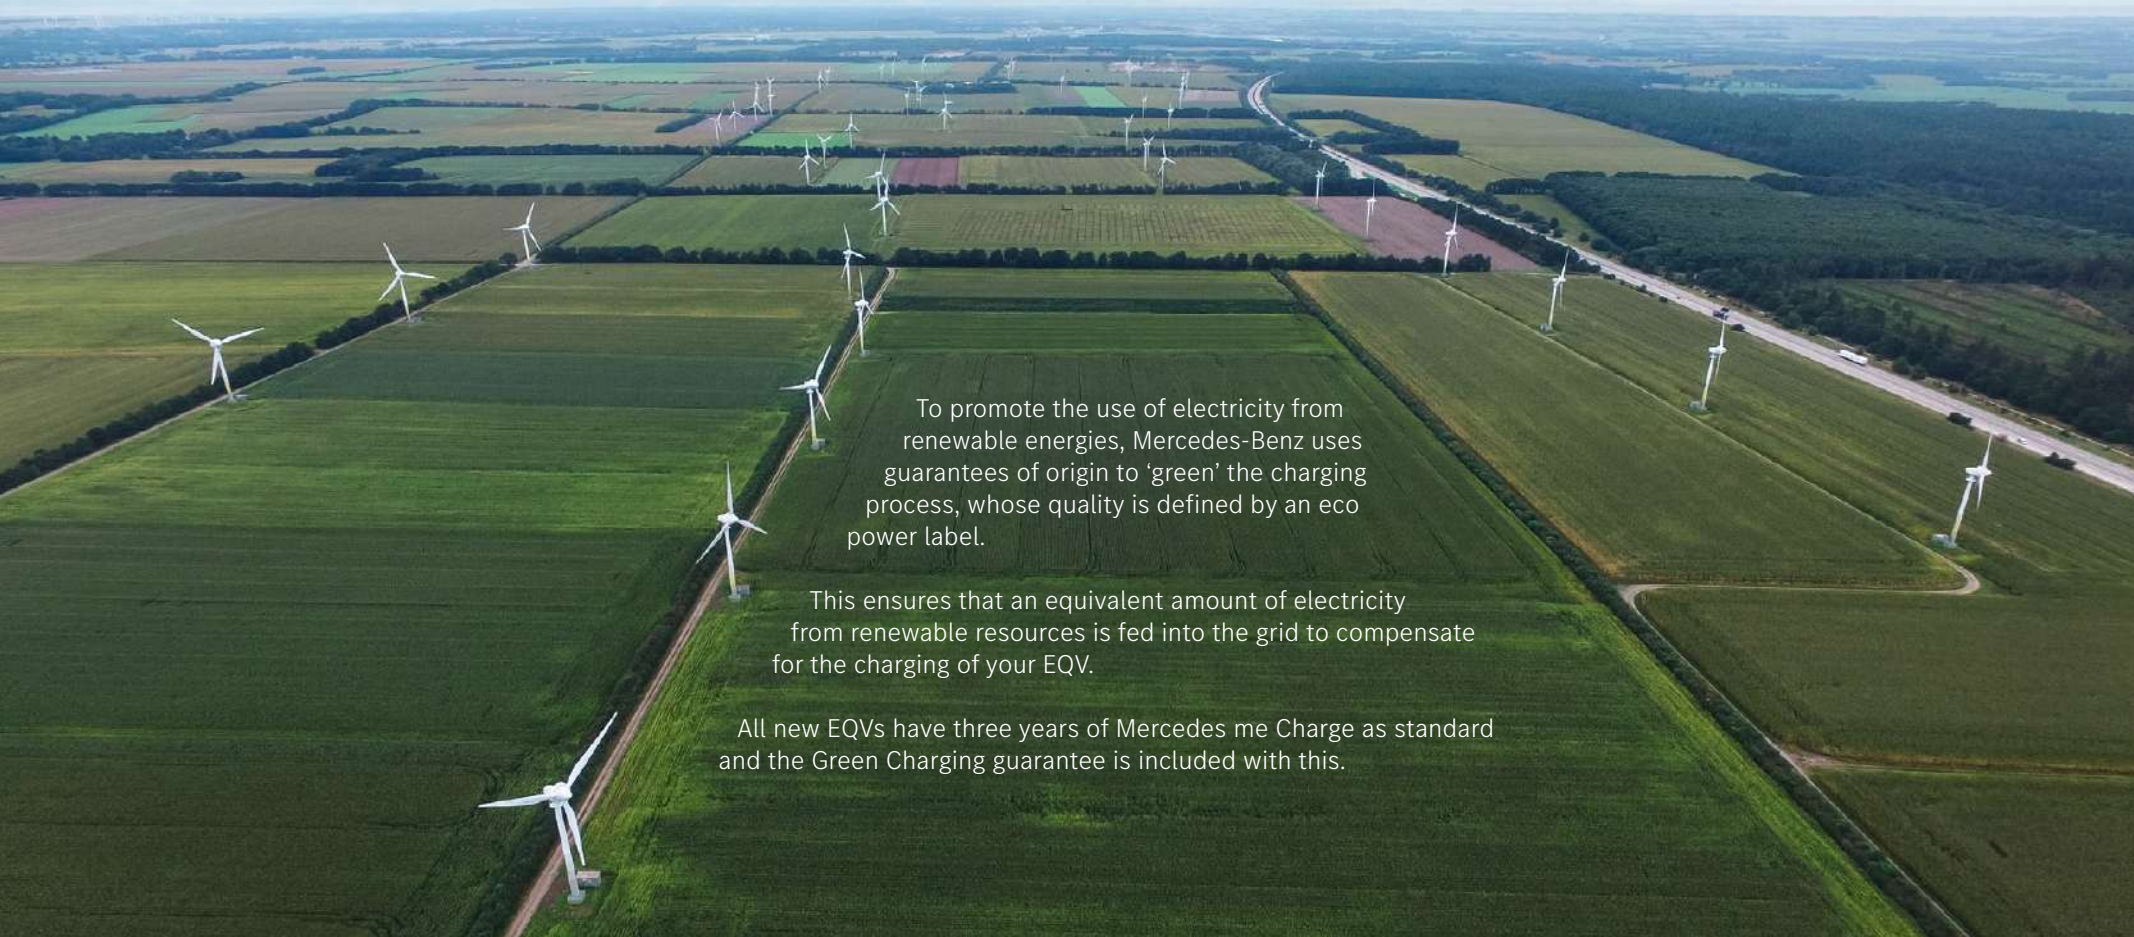 To promote the use of electricity from
renewable energies, Mercedes-Benz uses
guarantees of origin to ‘green’ the charging
process, whose quality is defined by an eco
power label.
This ensures that an equivalent amount of electricity
from renewable resources is fed into the grid to compensate
for the charging of your EQV.
All new EQVs have three years of Mercedes me Charge as standard
and the Green Charging guarantee is included with this.